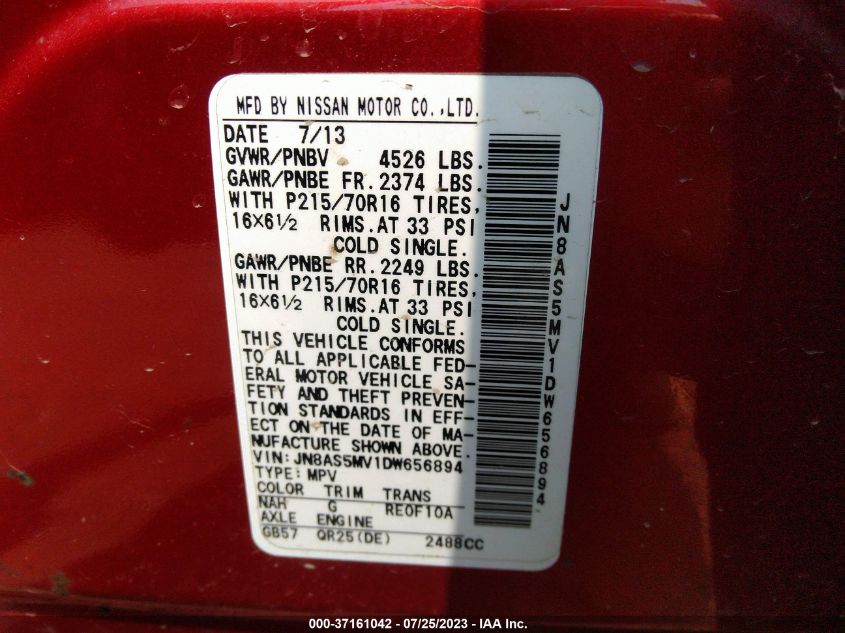 MFD BY NISSAN MOTOR CO.,LTD.
DATE 7/13
GVWR/PNBV 4526 LBS.
GAWR/PNBE FR.2374 LBS.
WITH P215/70R16 TIRES,
16X6½ RIMS.AT 33 PSI
COLD SINGLE.
GAWR/PNBE RR.2249 LBS.
WITH P215/70R16 TIRES,
16X6½ RIMS.AT 33 PSI
COLD SINGLE.
THIS VEHICLE CONFORMS
TO ALL APPLICABLE FED-
ERAL MOTOR VEHICLE SA-
FETY AND THEFT PREVEN-
TION STANDARDS IN EFF-
ECT ON THE DATE OF MA-
NUFACTURE SHOWN ABOVE.
VIN:JN8AS5MV1DW656894
TYPE:MPV
COLOR TRIM TRANS
NAH G RE0F10A
AXLE ENGINE
GB57 QR25(DE) 2488CC
JN8AS5MV1DW656894
000-37161042 - 07/25/2023 - IAA Inc.